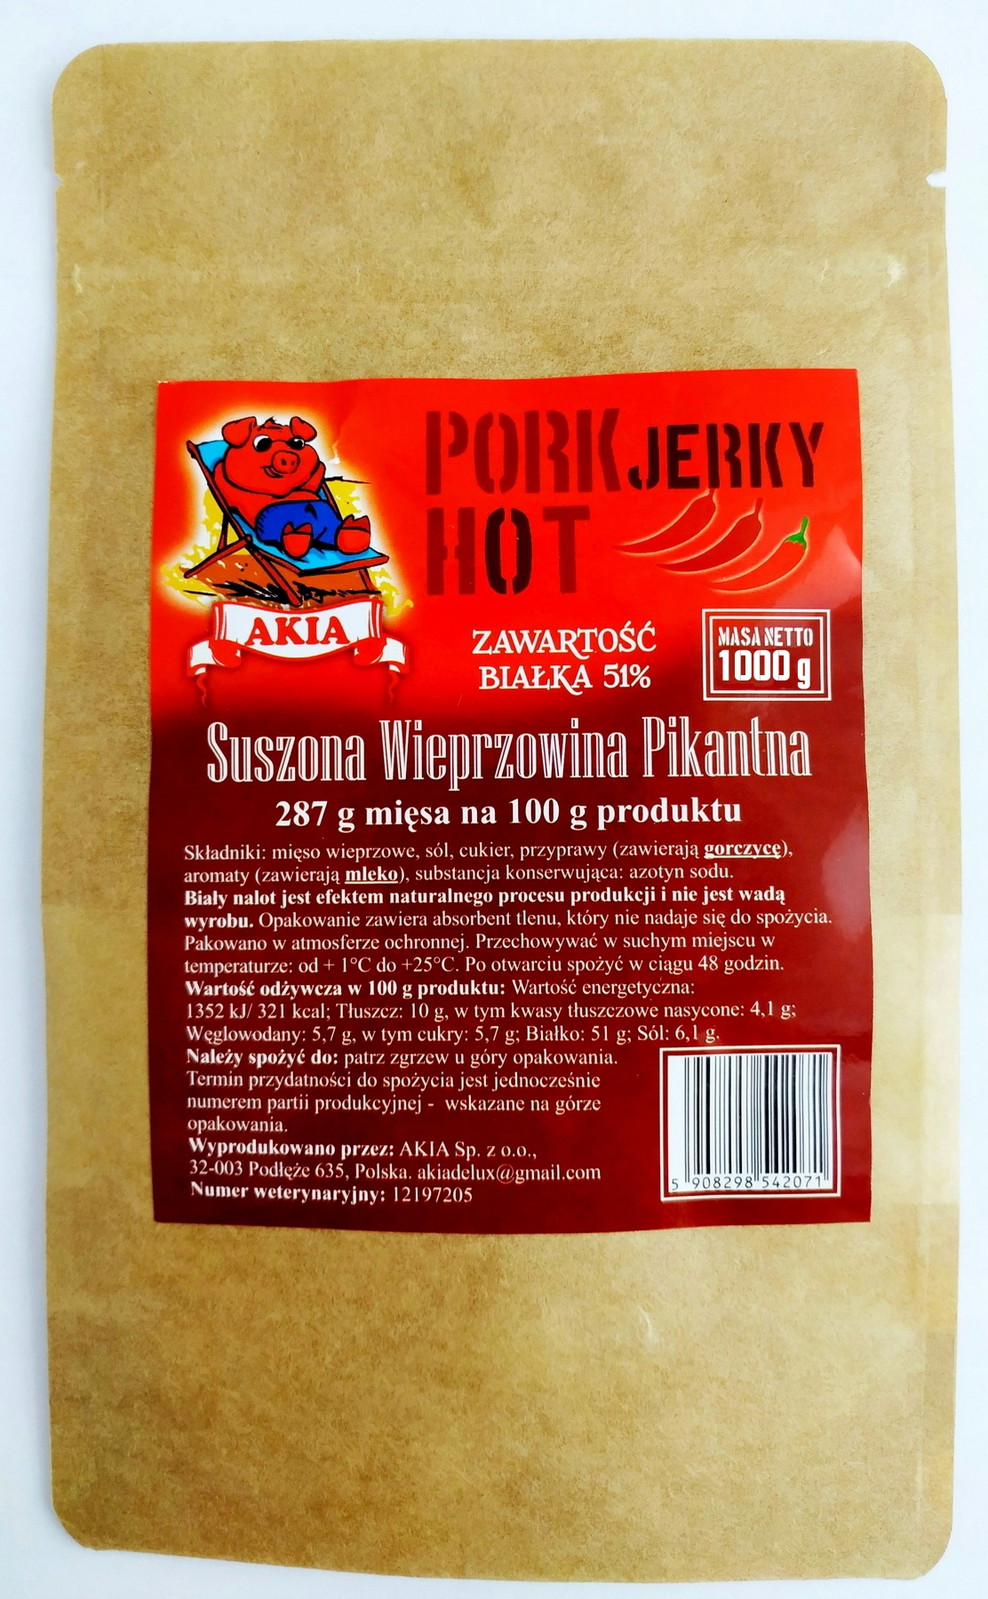 PORK JERKY
HOT
AKIA
ZAWARTOŚĆ
BIAŁKA 51%
MASA NETTO
1000 g
Suszona Wieprzowina Pikantna
287 g mięsa na 100 g produktu
Składniki: mięso wieprzowe, sól, cukier, przyprawy (zawierają gorczycę),
aromaty (zawierają mleko), substancja konserwująca: azotyn sodu.
Biały nalot jest efektem naturalnego procesu produkcji i nie jest wadą
wyrobu. Opakowanie zawiera absorbent tlenu, który nie nadaje się do spożycia.
Pakowano w atmosferze ochronnej. Przechowywać w suchym miejscu w
temperaturze: od + 1°C do +25°C. Po otwarciu spożyć w ciągu 48 godzin.
Wartość odżywcza w 100 g produktu: Wartość energetyczna:
1352 kJ/ 321 kcal; Tłuszcz: 10 g, w tym kwasy tłuszczowe nasycone: 4,1 g;
Węglowodany: 5,7 g, w tym cukry: 5,7 g; Białko: 51 g; Sól: 6,1 g.
Należy spożyć do: patrz zgrzew u góry opakowania.
Termin przydatności do spożycia jest jednocześnie
numerem partii produkcyjnej - wskazane na górze
opakowania.
Wyprodukowano przez: AKIA Sp. z o.o.,
32-003 Podłęże 635, Polska. akiadelux@gmail.com
Numer weterynaryjny: 12197205
5 908298 542071